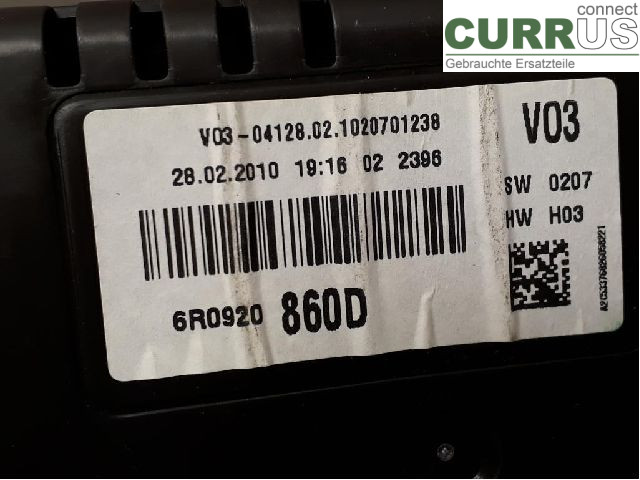 connect
CURRUS
Gebrauchte Ersatzteile
V03-04128.02.1020701238
28.02.2010 19:16 02 2396
6R0920 860D
V03
SW 0207
HW H03